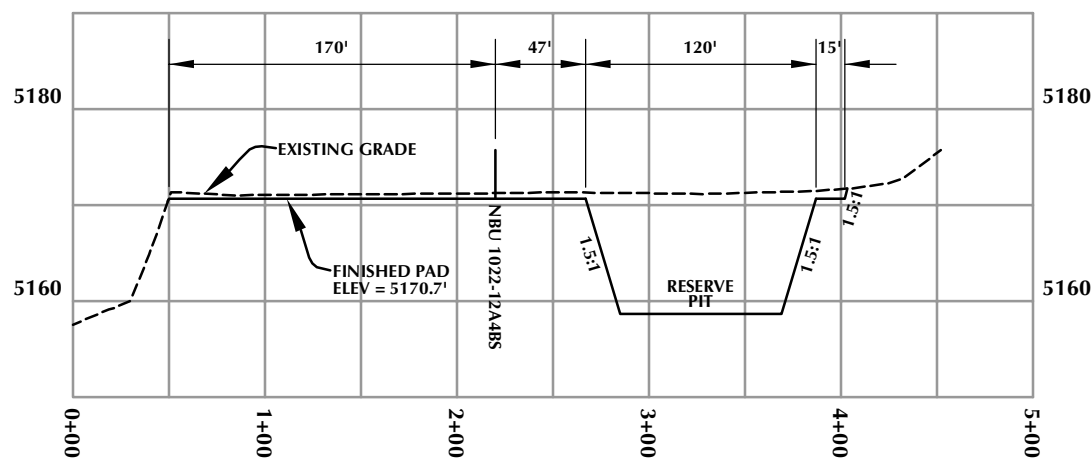 170'
47'
120'
15'
5180
5180
EXISTING GRADE
FINISHED PAD
ELEV = 5170.7'
NBU 1022-12A4BS
1.5:1
RESERVE
PIT
1.5:1
1.5:1
5160
5160
0+00
1+00
2+00
3+00
4+00
5+00